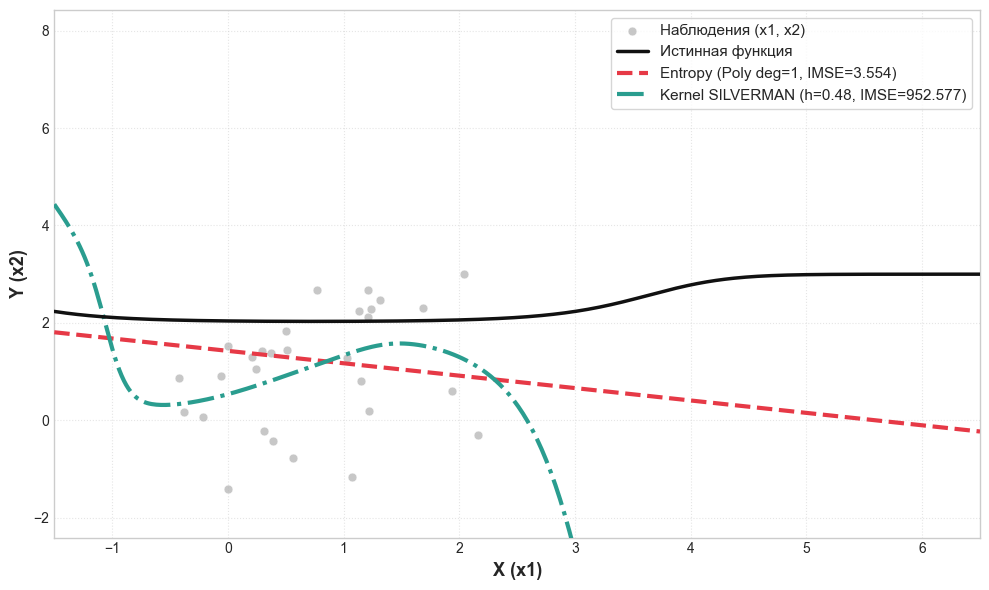 Наблюдения (x1, x2)
Истинная функция
Entropy (Poly deg=1, IMSE=3.554)
Kernel SILVERMAN (h=0.48, IMSE=952.577)
8
6
4
2
0
−2
Y (x2)
−1 0 1 2 3 4 5 6
X (x1)